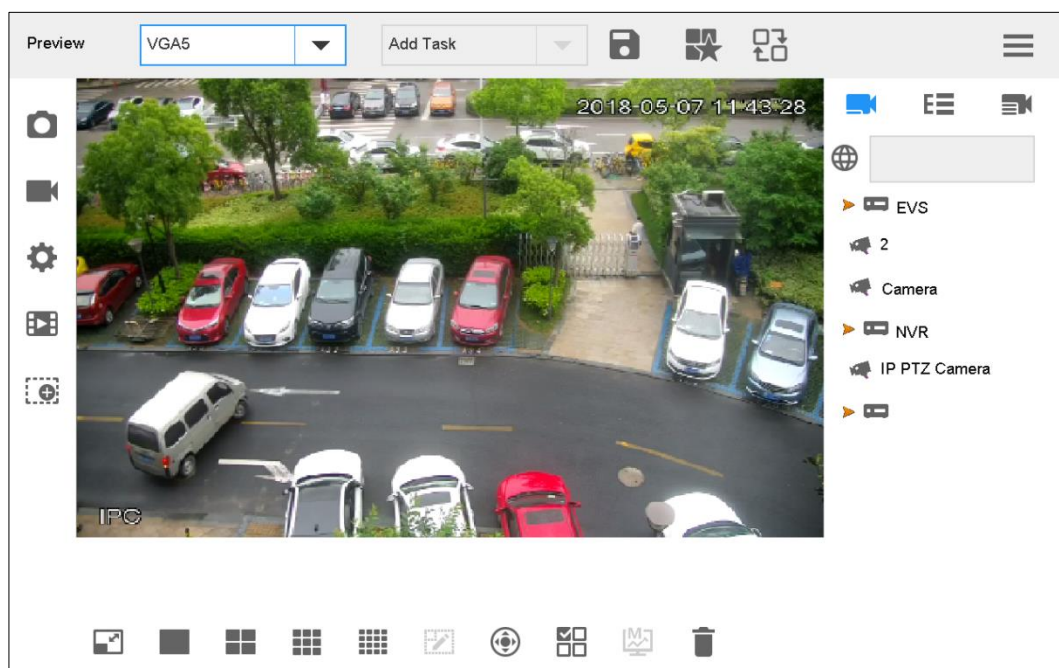 Preview
VGA5
Add Task
2018-05-07 11:43:28
EVS
2
Camera
NVR
IP PTZ Camera
IPC